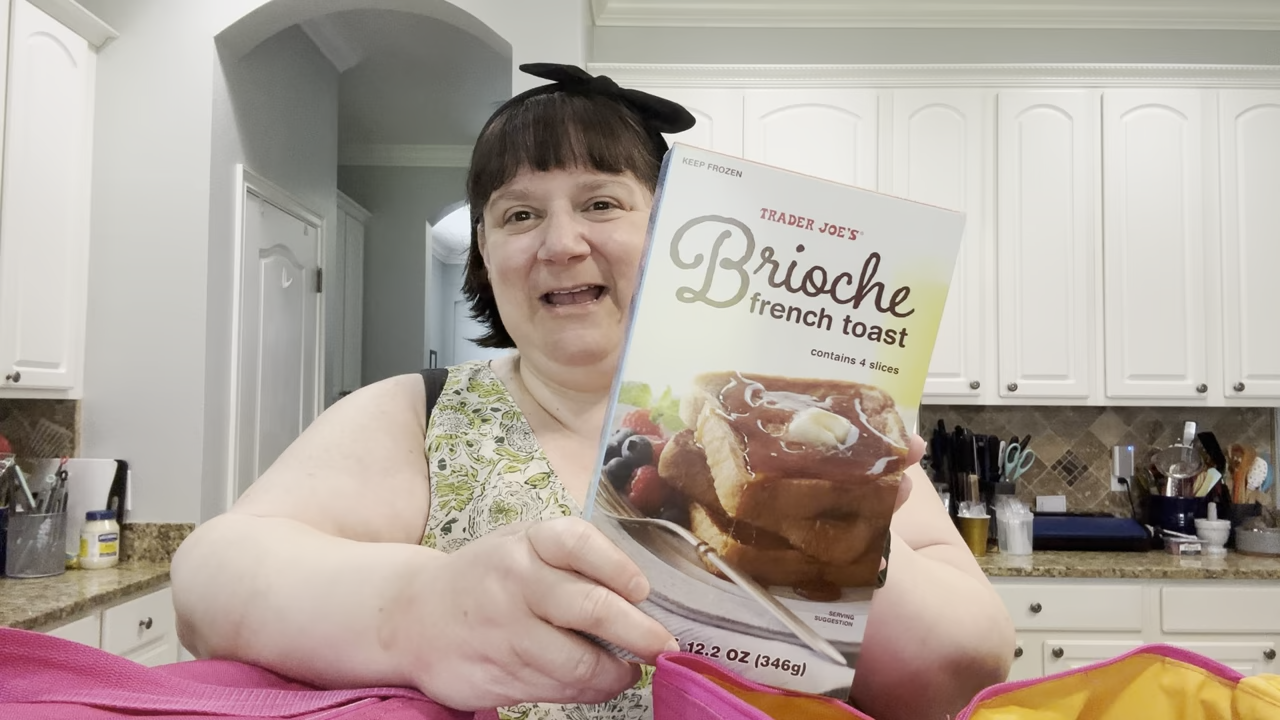 KEEP FROZEN
TRADER JOE'S®
Brioche
french toast
contains 4 slices
SERVING
SUGGESTION
12.2 OZ (346g)